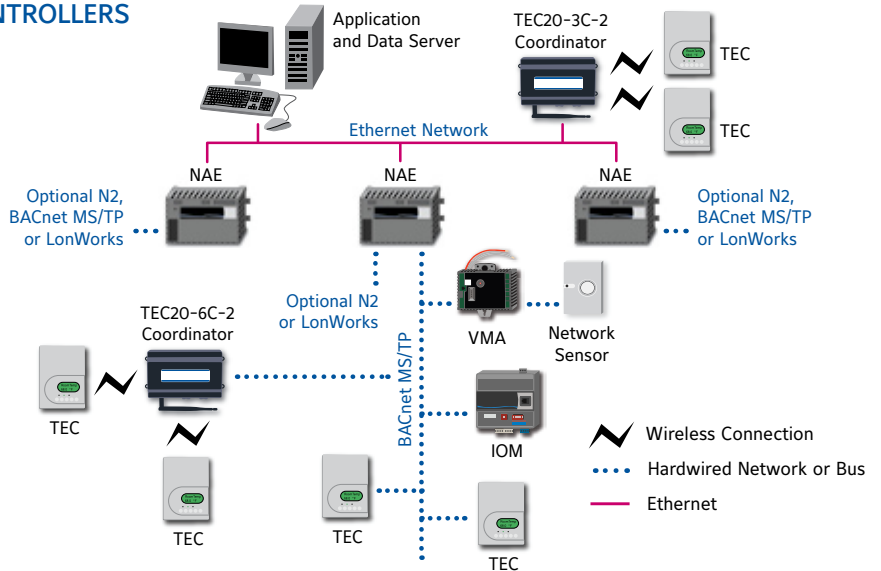 NTROLLERS
Application
and Data Server
TEC20-3C-2
Coordinator
TEC
TEC
Ethernet Network
NAE
NAE
NAE
Optional N2,
BACnet MS/TP
or LonWorks
Optional N2,
BACnet MS/TP
or LonWorks
Optional N2
or LonWorks
TEC20-6C-2
Coordinator
TEC
TEC
BACnet MS/TP
VMA
Network
Sensor
IOM
TEC
TEC
Wireless Connection
Hardwired Network or Bus
Ethernet